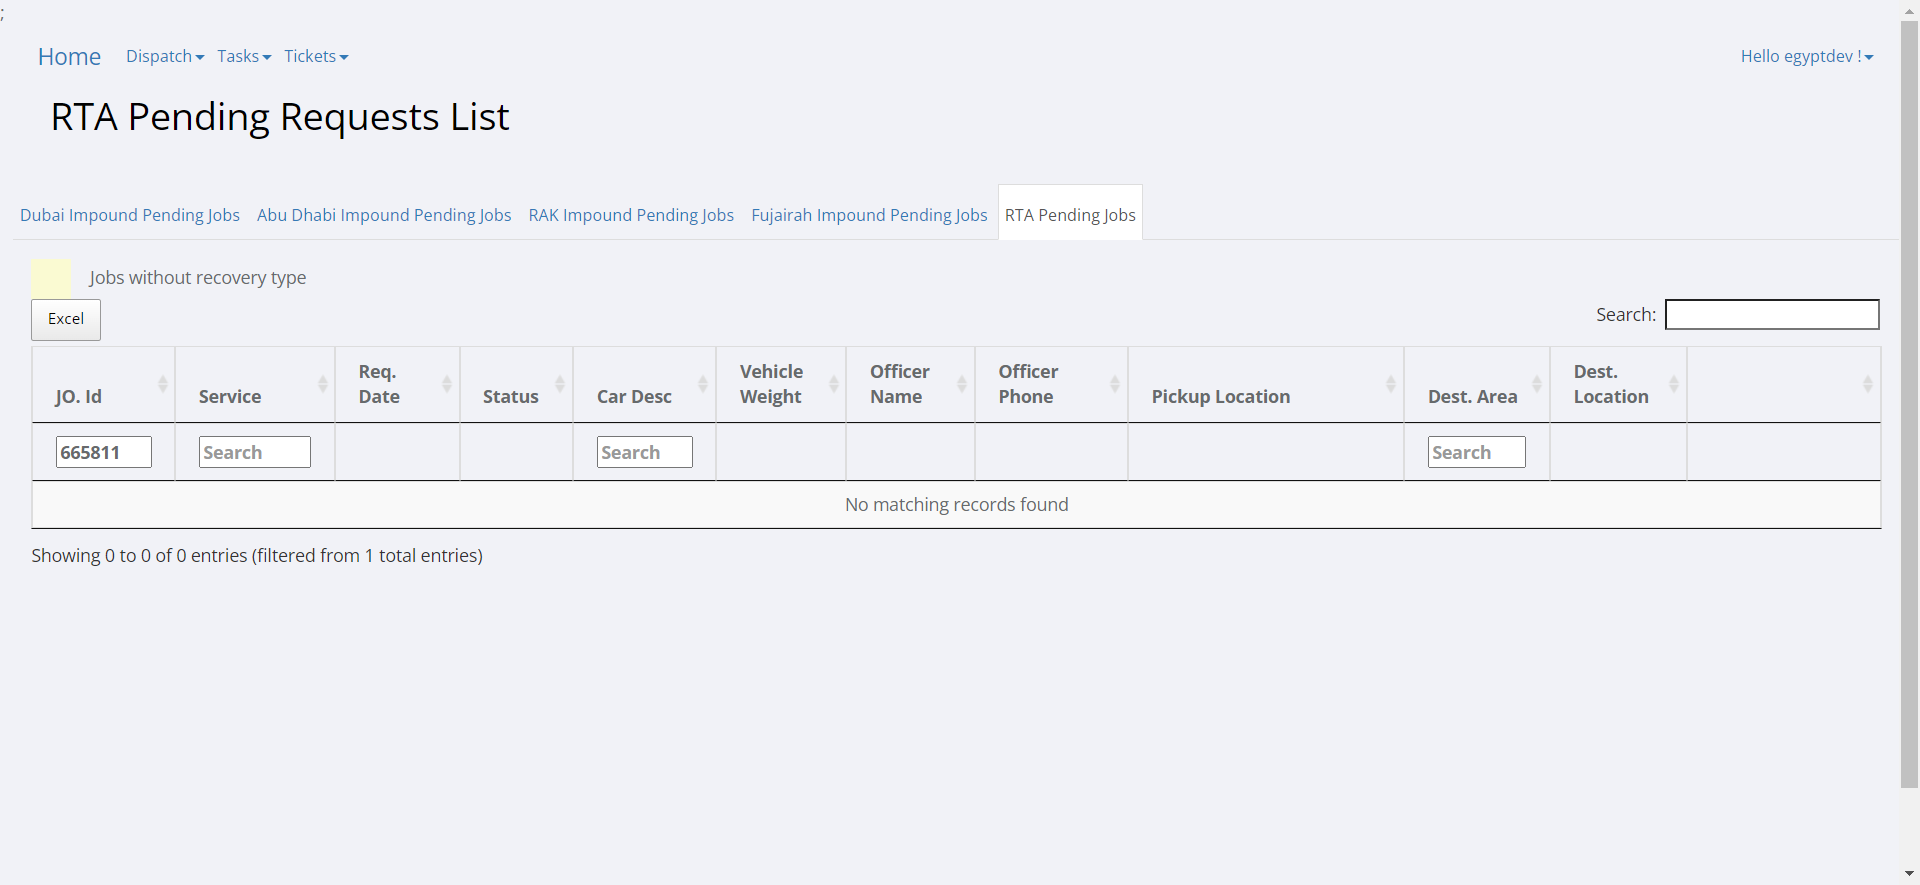 ;
Home Dispatch Tasks Tickets Hello egyptdev !
RTA Pending Requests List
Dubai Impound Pending Jobs Abu Dhabi Impound Pending Jobs RAK Impound Pending Jobs Fujairah Impound Pending Jobs RTA Pending Jobs
Jobs without recovery type
Excel Search:
JO. Id Service Req. Date Status Car Desc Vehicle Weight Officer Name Officer Phone Pickup Location Dest. Area Dest. Location
665811 Search Search Search
No matching records found
Showing 0 to 0 of 0 entries (filtered from 1 total entries)